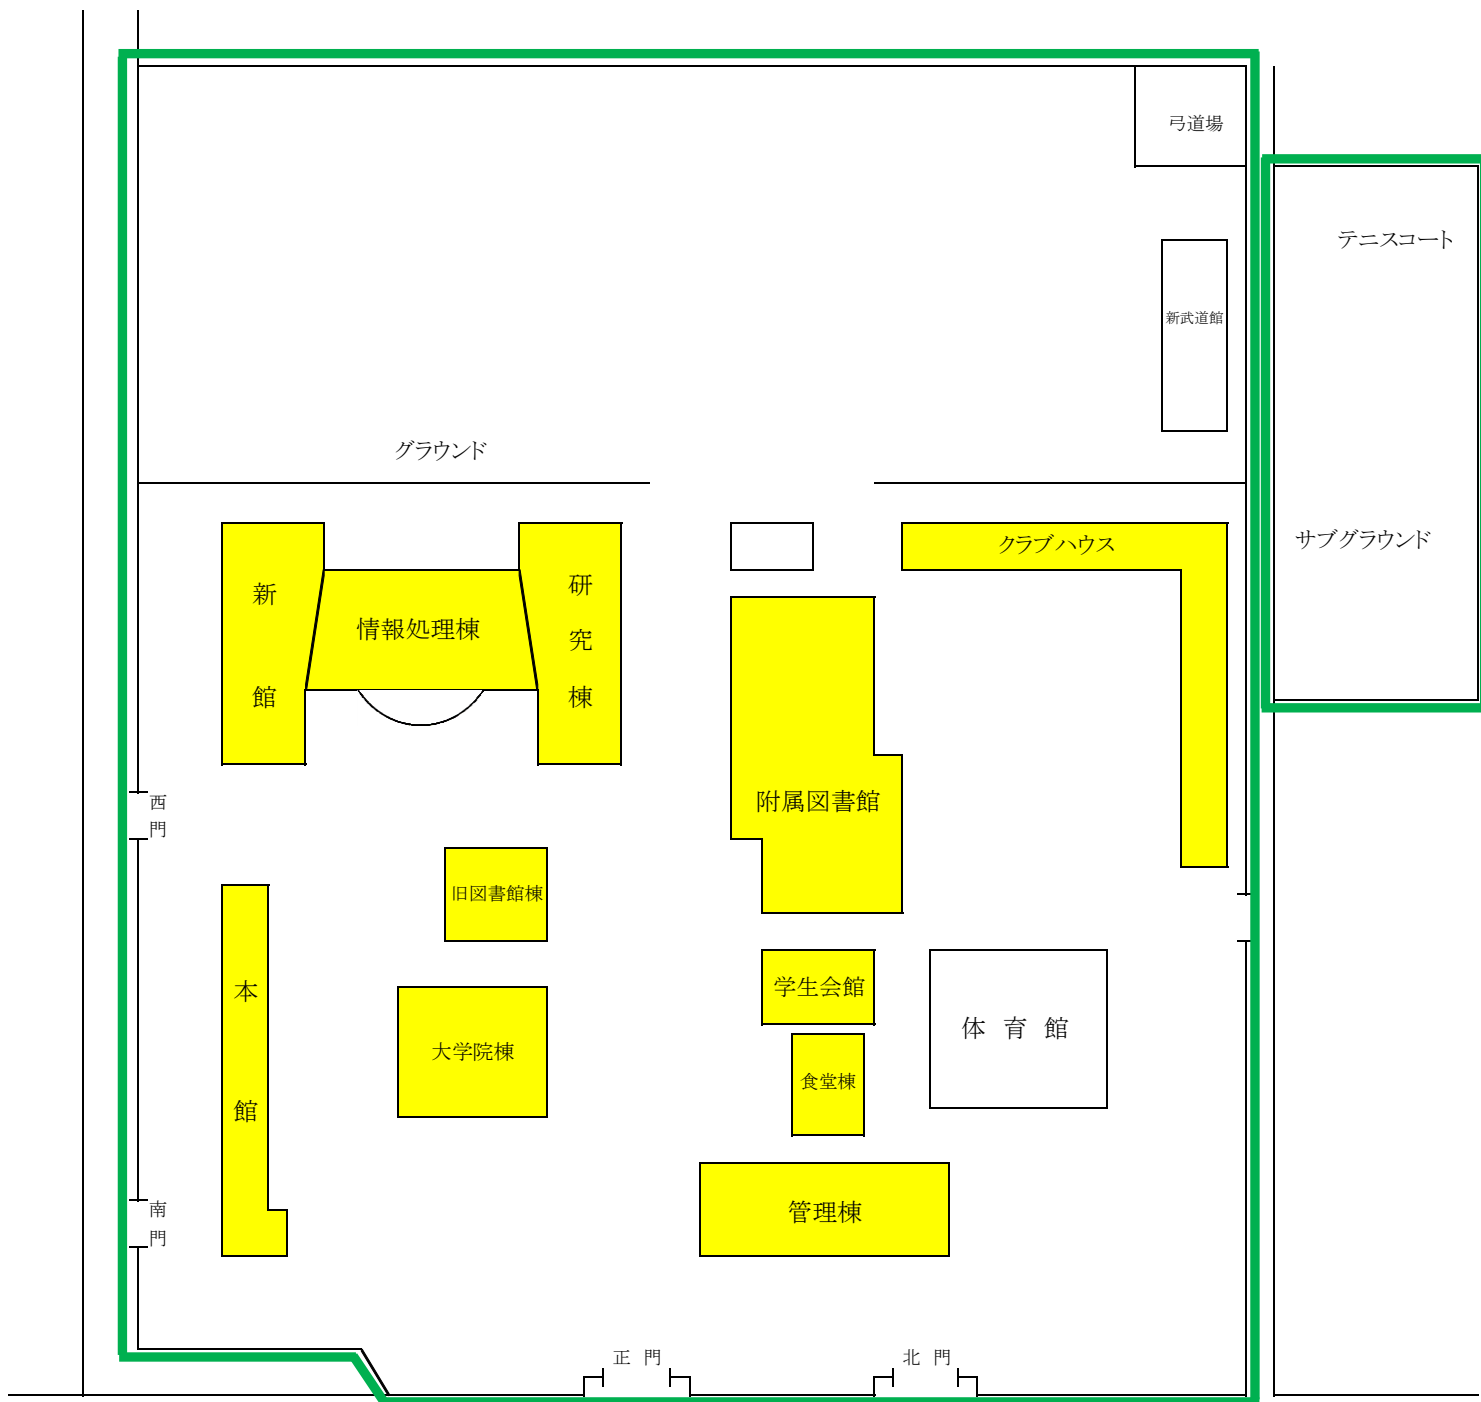 弓道場
テニスコート
新武道館
グラウンド
サブグラウンド
クラブハウス
新館
情報処理棟
研究棟
附属図書館
西門
旧図書館棟
本館
学生会館
体 育 館
大学院棟
食堂棟
南門
管理棟
正 門
北 門